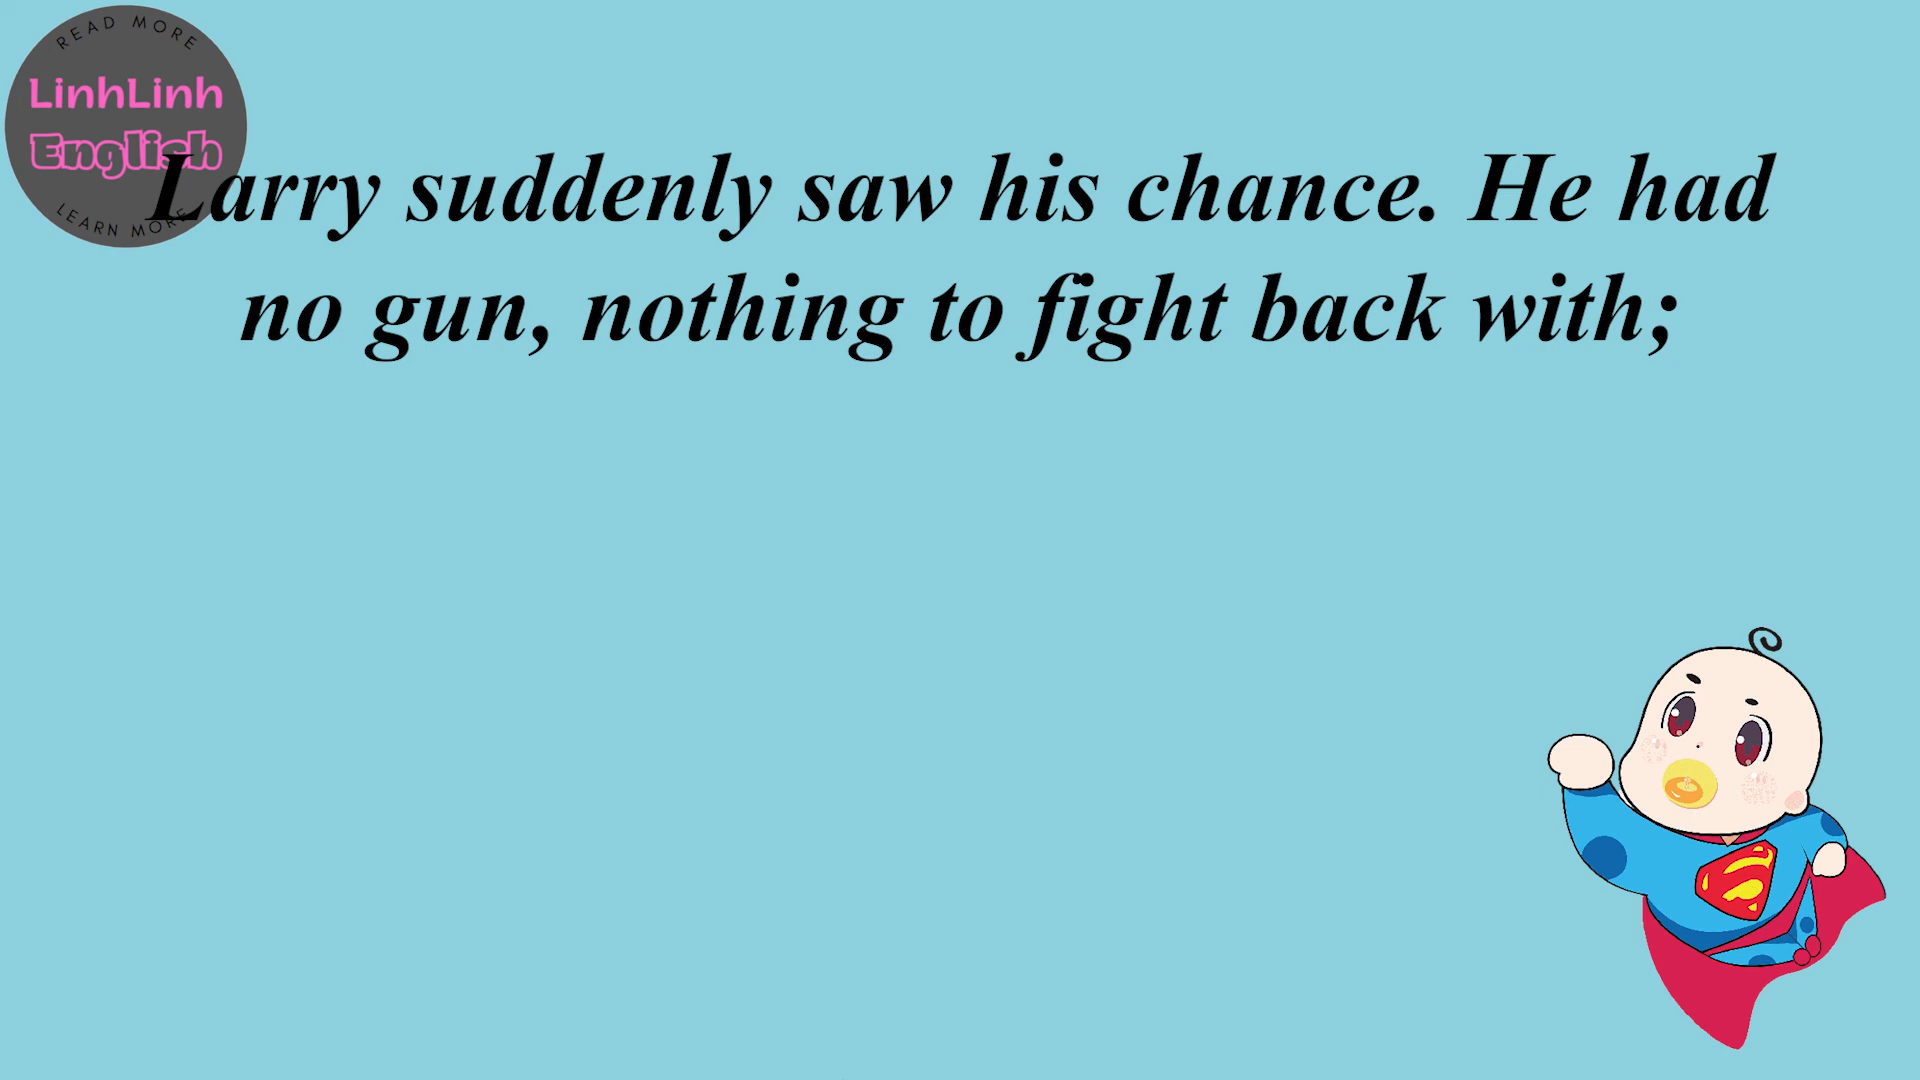 READ MORE
LinhLinh
English
LEARN MORE
Larry suddenly saw his chance. He had
no gun, nothing to fight back with;